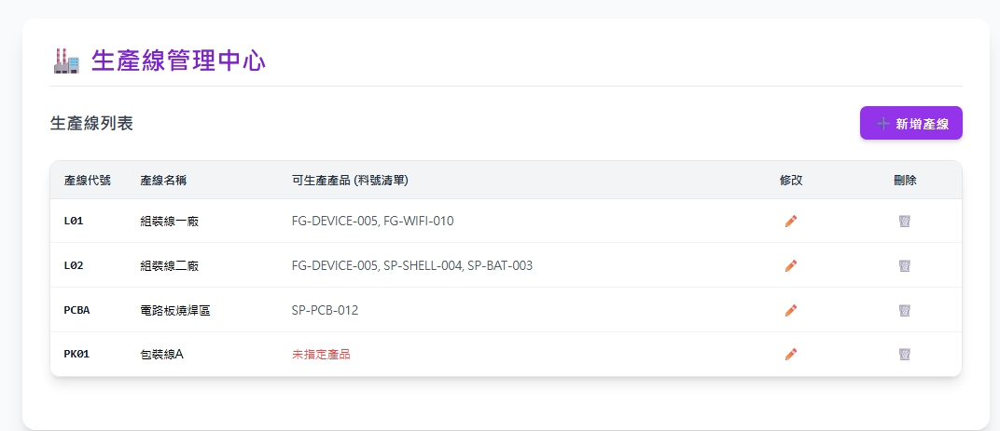 生產線管理中心
生產線列表
新增產線
產線代號 產線名稱 可生產產品 (料號清單) 修改 刪除
L01 組裝線一廠 FG-DEVICE-005, FG-WIFI-010
L02 組裝線二廠 FG-DEVICE-005, SP-SHELL-004, SP-BAT-003
PCBA 電路板燒焊區 SP-PCB-012
PK01 包裝線A 未指定產品